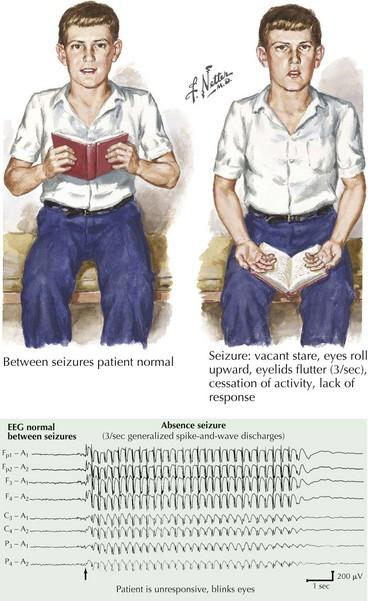 F. Netter
M.D.
Between seizures patient normal
Seizure: vacant stare, eyes roll
upward, eyelids flutter (3/sec),
cessation of activity, lack of
response
EEG normal
between seizures
Absence seizure
(3/sec generalized spike-and-wave discharges)
Fp1 – A1
Fp2 – A2
F3 – A1
F4 – A2
C3 – A1
C4 – A2
P3 – A1
P4 – A2
200 µV
1 sec
Patient is unresponsive, blinks eyes